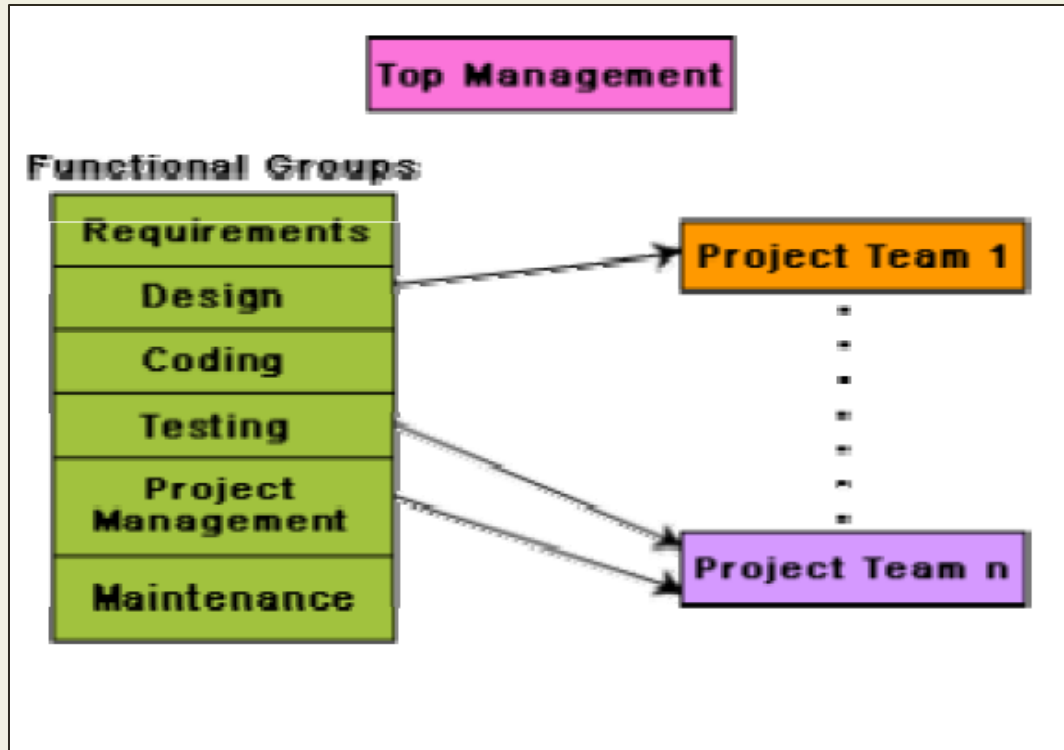 Top Management
Functional Groups
Requirements
Design
Coding
Testing
Project
Management
Maintenance
Project Team 1
Project Team n